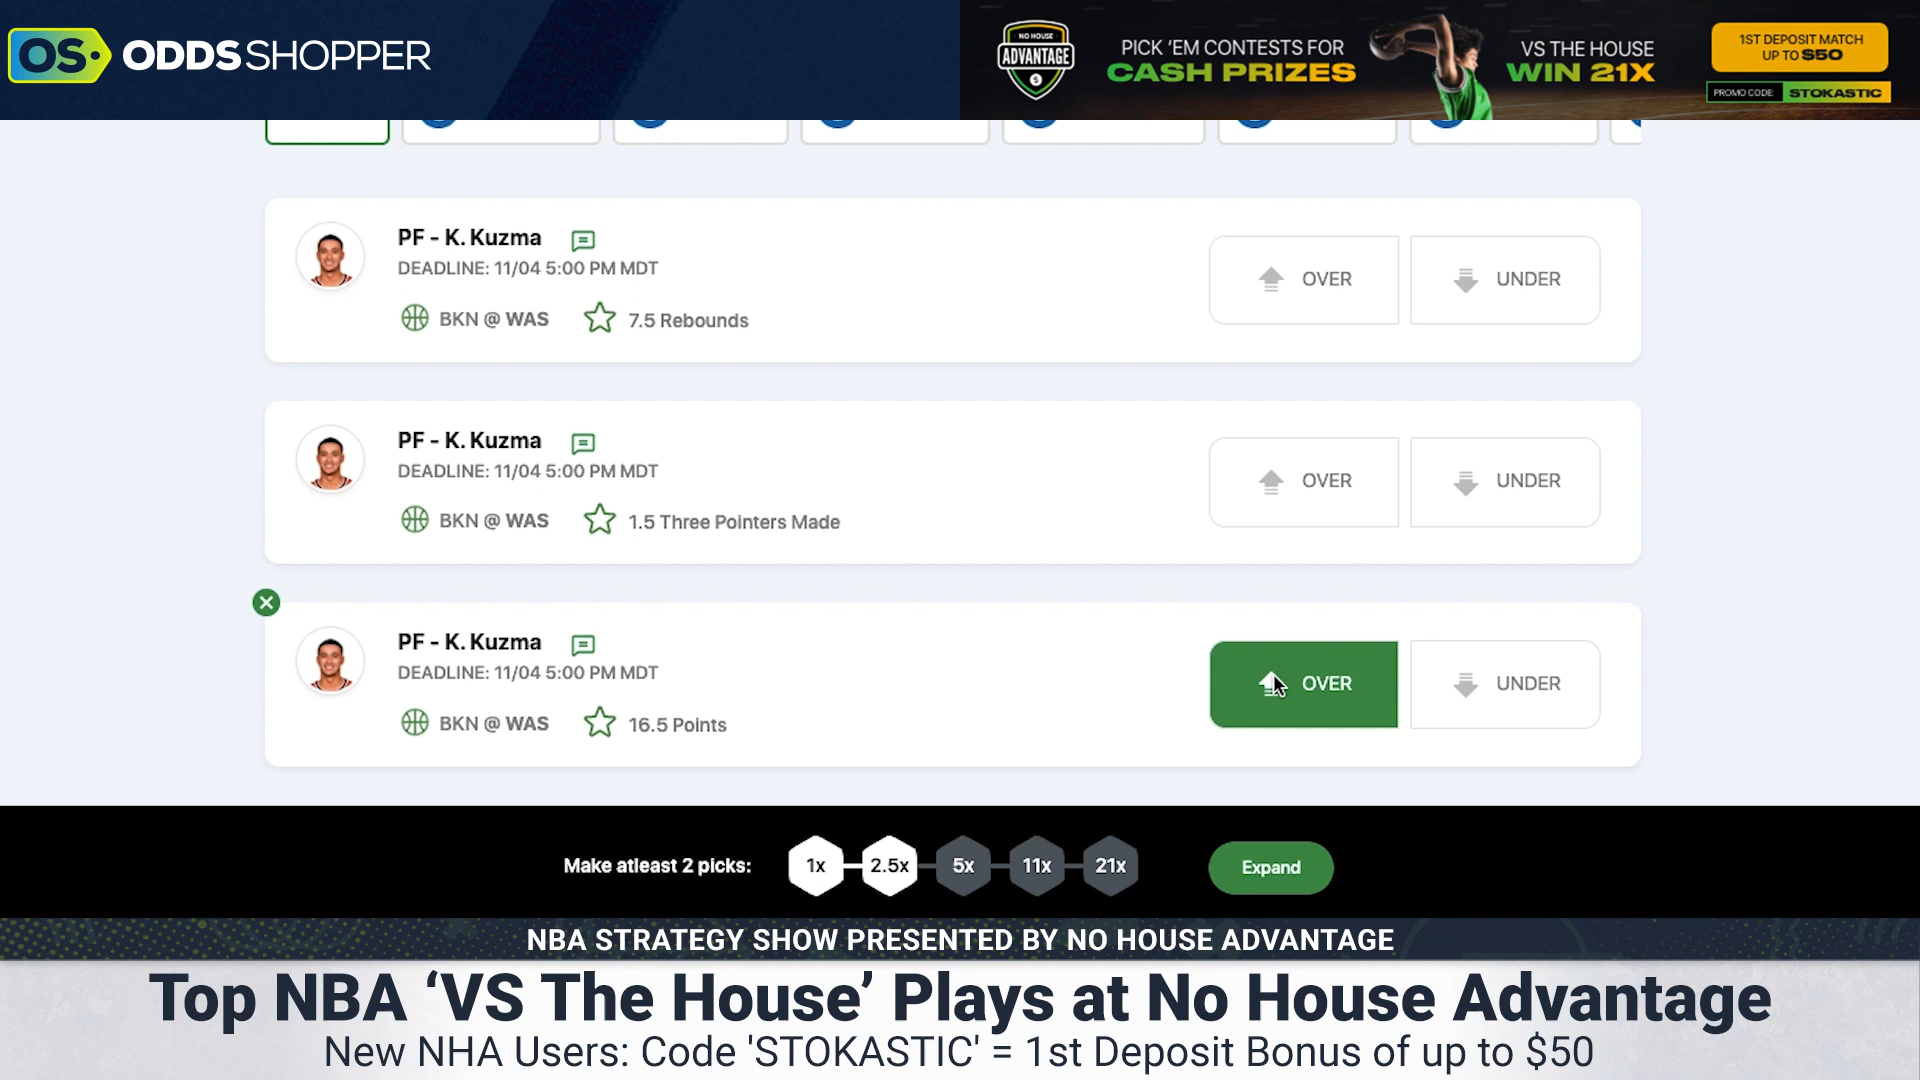 OS. ODDSSHOPPER
NO HOUSE
ADVANTAGE
PICK 'EM CONTESTS FOR
CASH PRIZES
VS THE HOUSE
WIN 21X
1ST DEPOSIT MATCH
UP TO $50
PROMO CODE STOKASTIC
PF - K. Kuzma
DEADLINE: 11/04 5:00 PM MDT
BKN @ WAS 7.5 Rebounds
OVER UNDER
PF - K. Kuzma
DEADLINE: 11/04 5:00 PM MDT
BKN @ WAS 1.5 Three Pointers Made
OVER UNDER
PF - K. Kuzma
DEADLINE: 11/04 5:00 PM MDT
BKN @ WAS 16.5 Points
OVER UNDER
Make atleast 2 picks: 1x 2.5x 5x 11x 21x Expand
NBA STRATEGY SHOW PRESENTED BY NO HOUSE ADVANTAGE
Top NBA ‘VS The House’ Plays at No House Advantage
New NHA Users: Code 'STOKASTIC' = 1st Deposit Bonus of up to $50